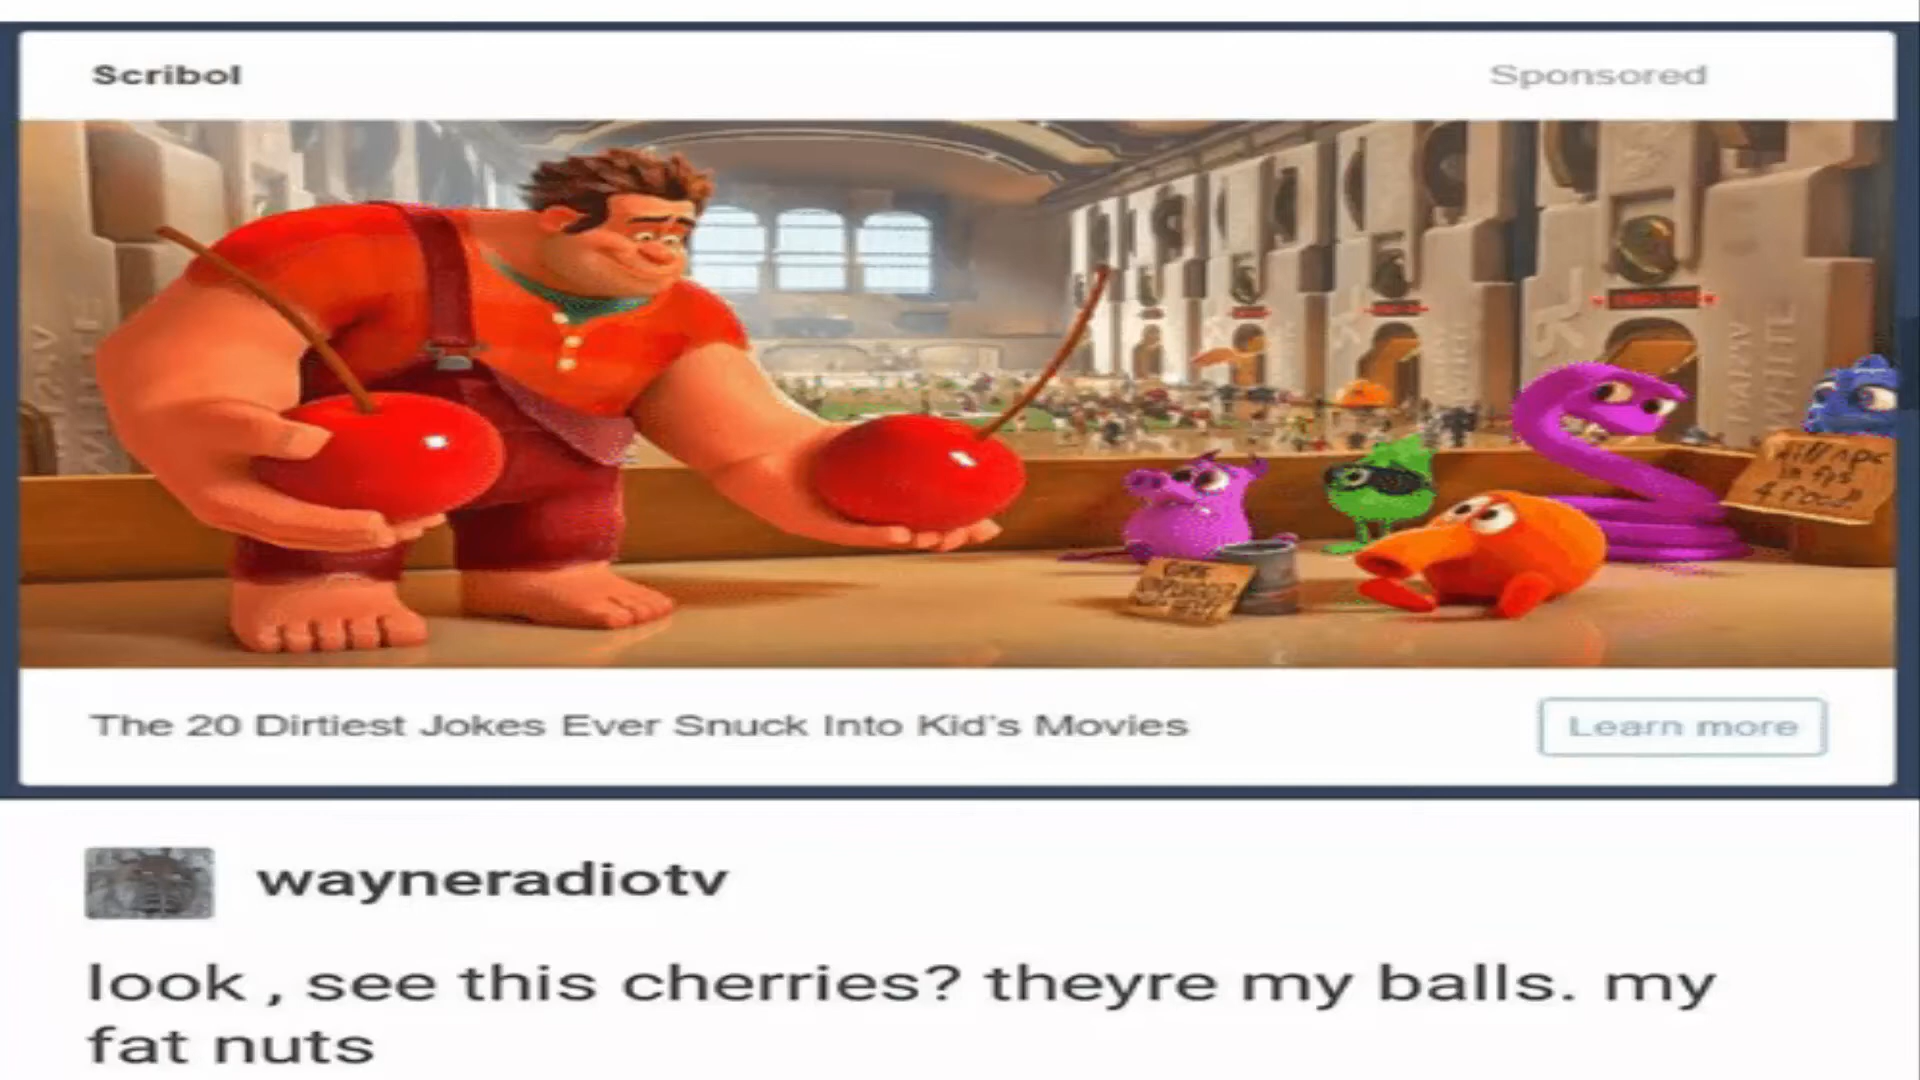 Scribol
Sponsored
The 20 Dirtiest Jokes Ever Snuck Into Kid's Movies
Learn more
wayneradiotv
look , see this cherries? theyre my balls. my
fat nuts